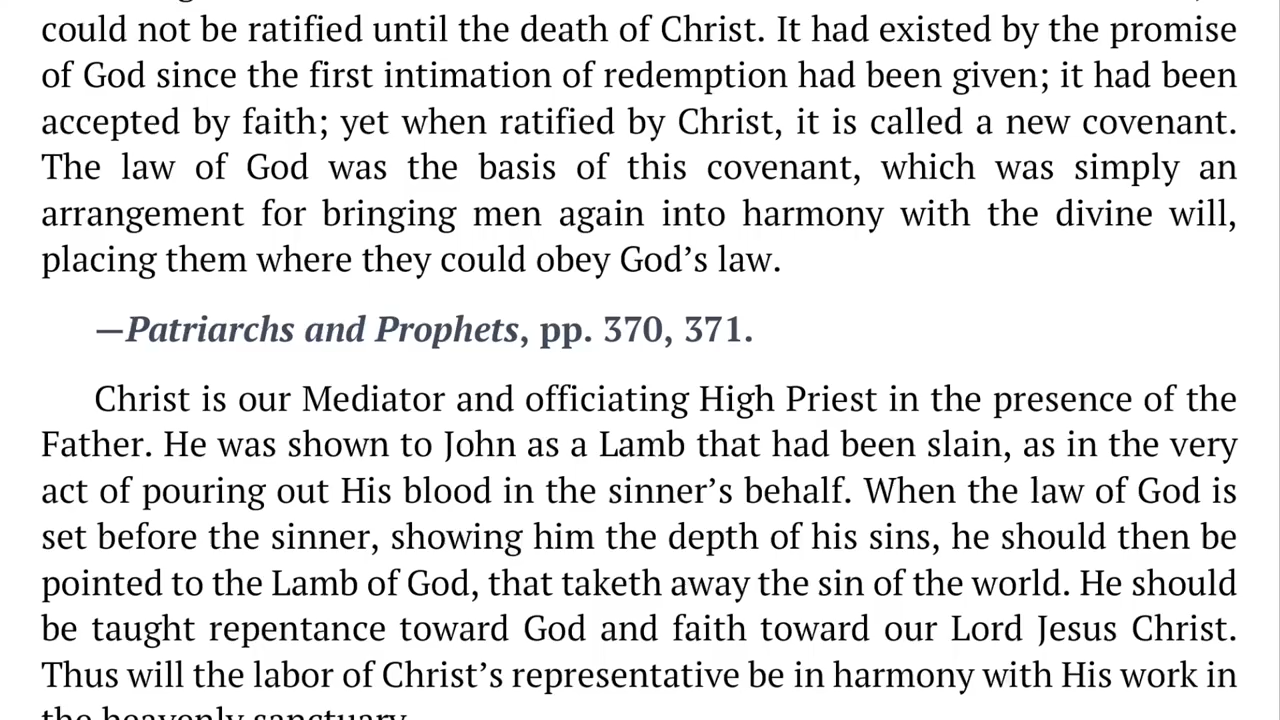 could not be ratified until the death of Christ. It had existed by the promise
of God since the first intimation of redemption had been given; it had been
accepted by faith; yet when ratified by Christ, it is called a new covenant.
The law of God was the basis of this covenant, which was simply an
arrangement for bringing men again into harmony with the divine will,
placing them where they could obey God’s law.
—Patriarchs and Prophets, pp. 370, 371.
Christ is our Mediator and officiating High Priest in the presence of the
Father. He was shown to John as a Lamb that had been slain, as in the very
act of pouring out His blood in the sinner’s behalf. When the law of God is
set before the sinner, showing him the depth of his sins, he should then be
pointed to the Lamb of God, that taketh away the sin of the world. He should
be taught repentance toward God and faith toward our Lord Jesus Christ.
Thus will the labor of Christ’s representative be in harmony with His work in
the heavenly sanctuary.